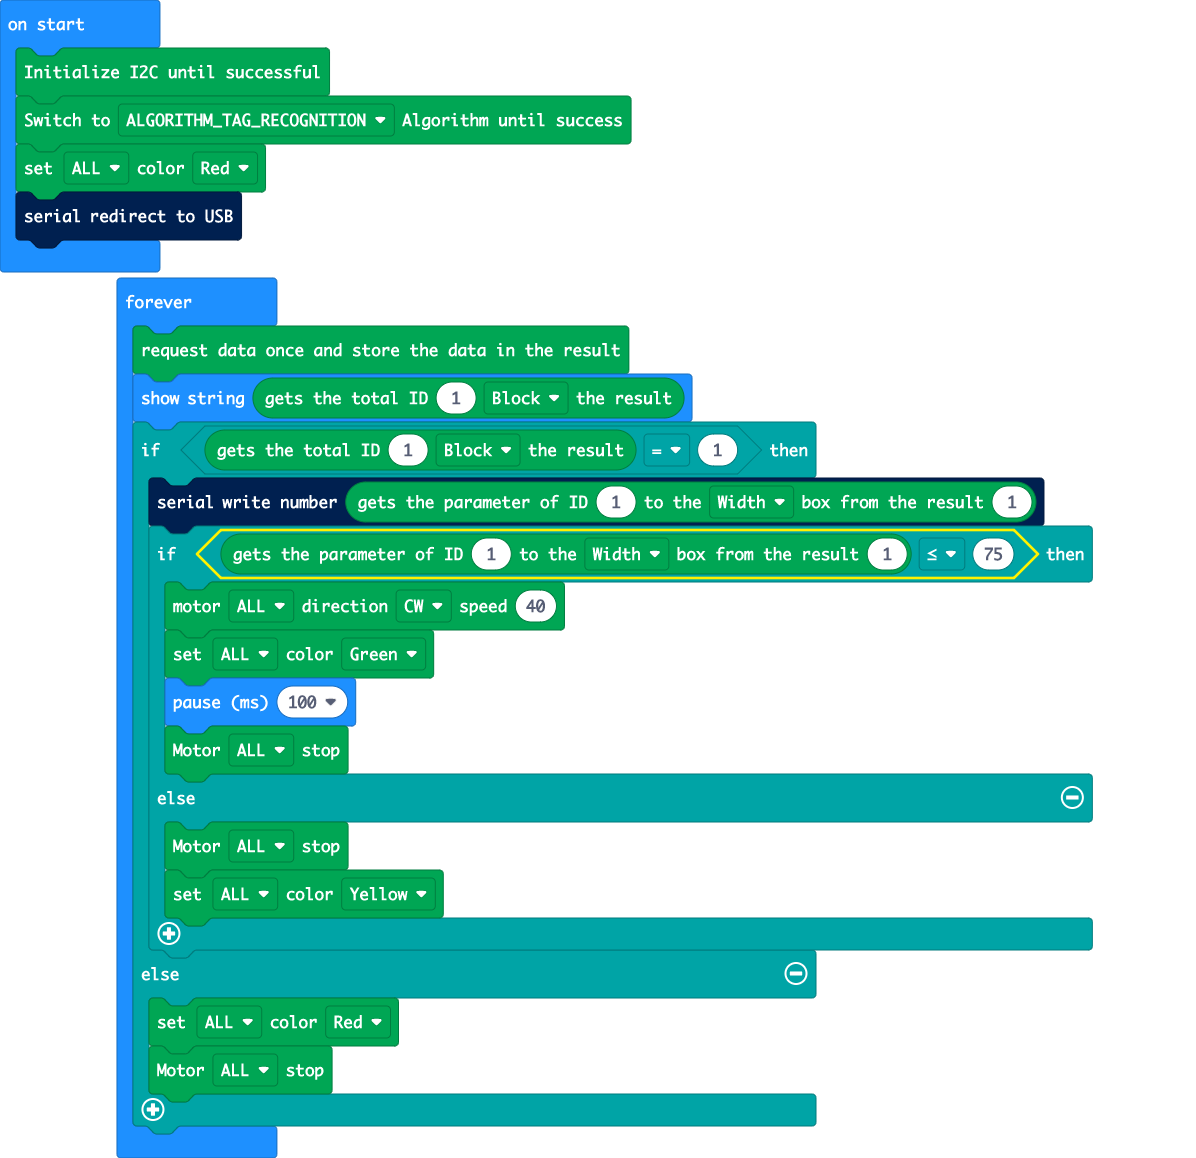 on start
Initialize I2C until successful
Switch to ALGORITHM_TAG_RECOGNITION Algorithm until success
set ALL color Red
serial redirect to USB
forever
request data once and store the data in the result
show string gets the total ID 1 Block the result
if gets the total ID 1 Block the result = 1 then
serial write number gets the parameter of ID 1 to the Width box from the result 1
if gets the parameter of ID 1 to the Width box from the result 1 ≤ 75 then
motor ALL direction CW speed 40
set ALL color Green
pause (ms) 100
Motor ALL stop
else
Motor ALL stop
set ALL color Yellow
else
set ALL color Red
Motor ALL stop